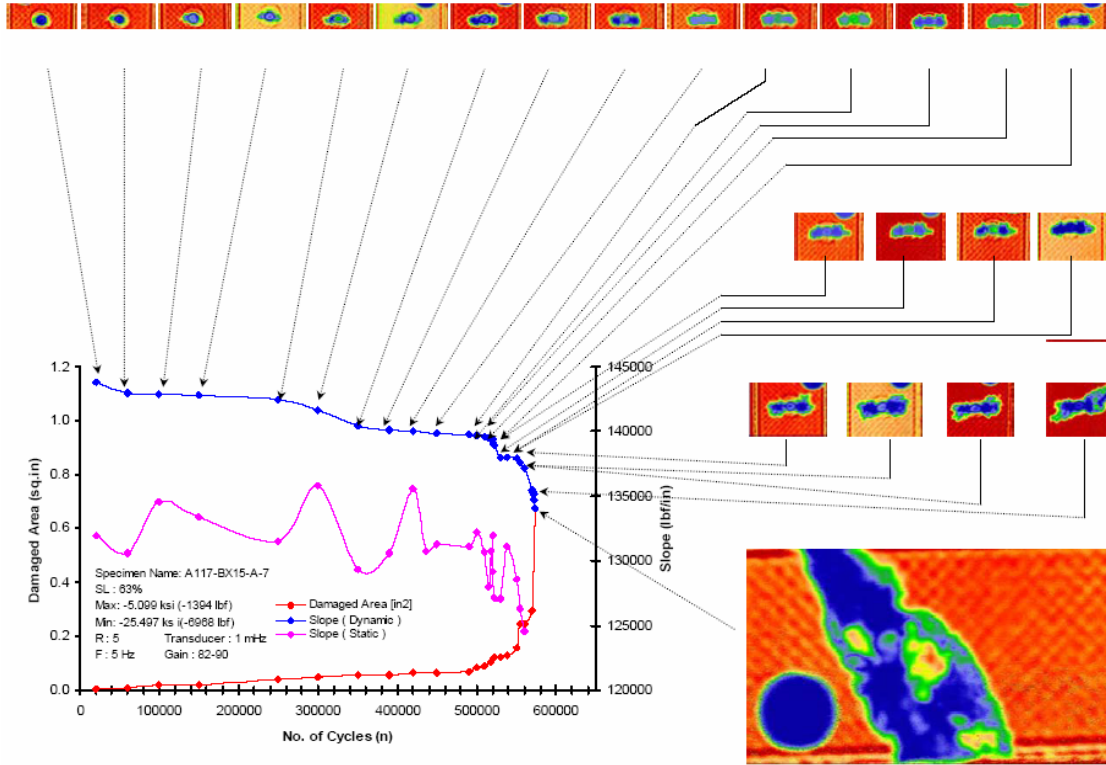 1.2
1.0
0.8
0.6
0.4
0.2
0.0
Damaged Area (sq.in)
145000
140000
135000
130000
125000
120000
Slope (lbf/in)
Specimen Name: A117-BX15-A-7
SL : 63%
Max: -5.099 ksi (-1394 lbf)
Min: -25.497 ks i(-6968 lbf)
R : 5 Transducer : 1 mHz
F : 5 Hz Gain : 82-90
Damaged Area [in2]
Slope ( Dynamic )
Slope ( Static )
0 100000 200000 300000 400000 500000 600000
No. of Cycles (n)